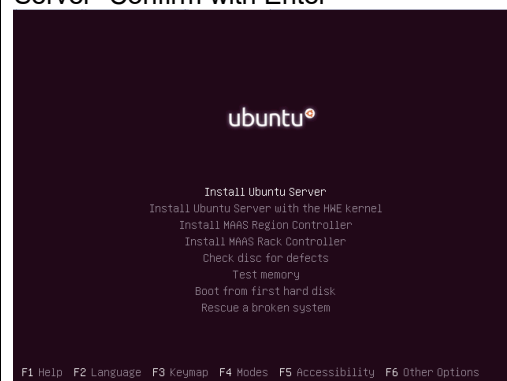 Server" Confirm with Enter
ubuntu
Install Ubuntu Server
Install Ubuntu Server with the HWE kernel
Install MAAS Region Controller
Install MAAS Rack Controller
Check disc for defects
Test memory
Boot from first hard disk
Rescue a broken system
F1 Help F2 Language F3 Keymap F4 Modes F5 Accessibility F6 Other Options